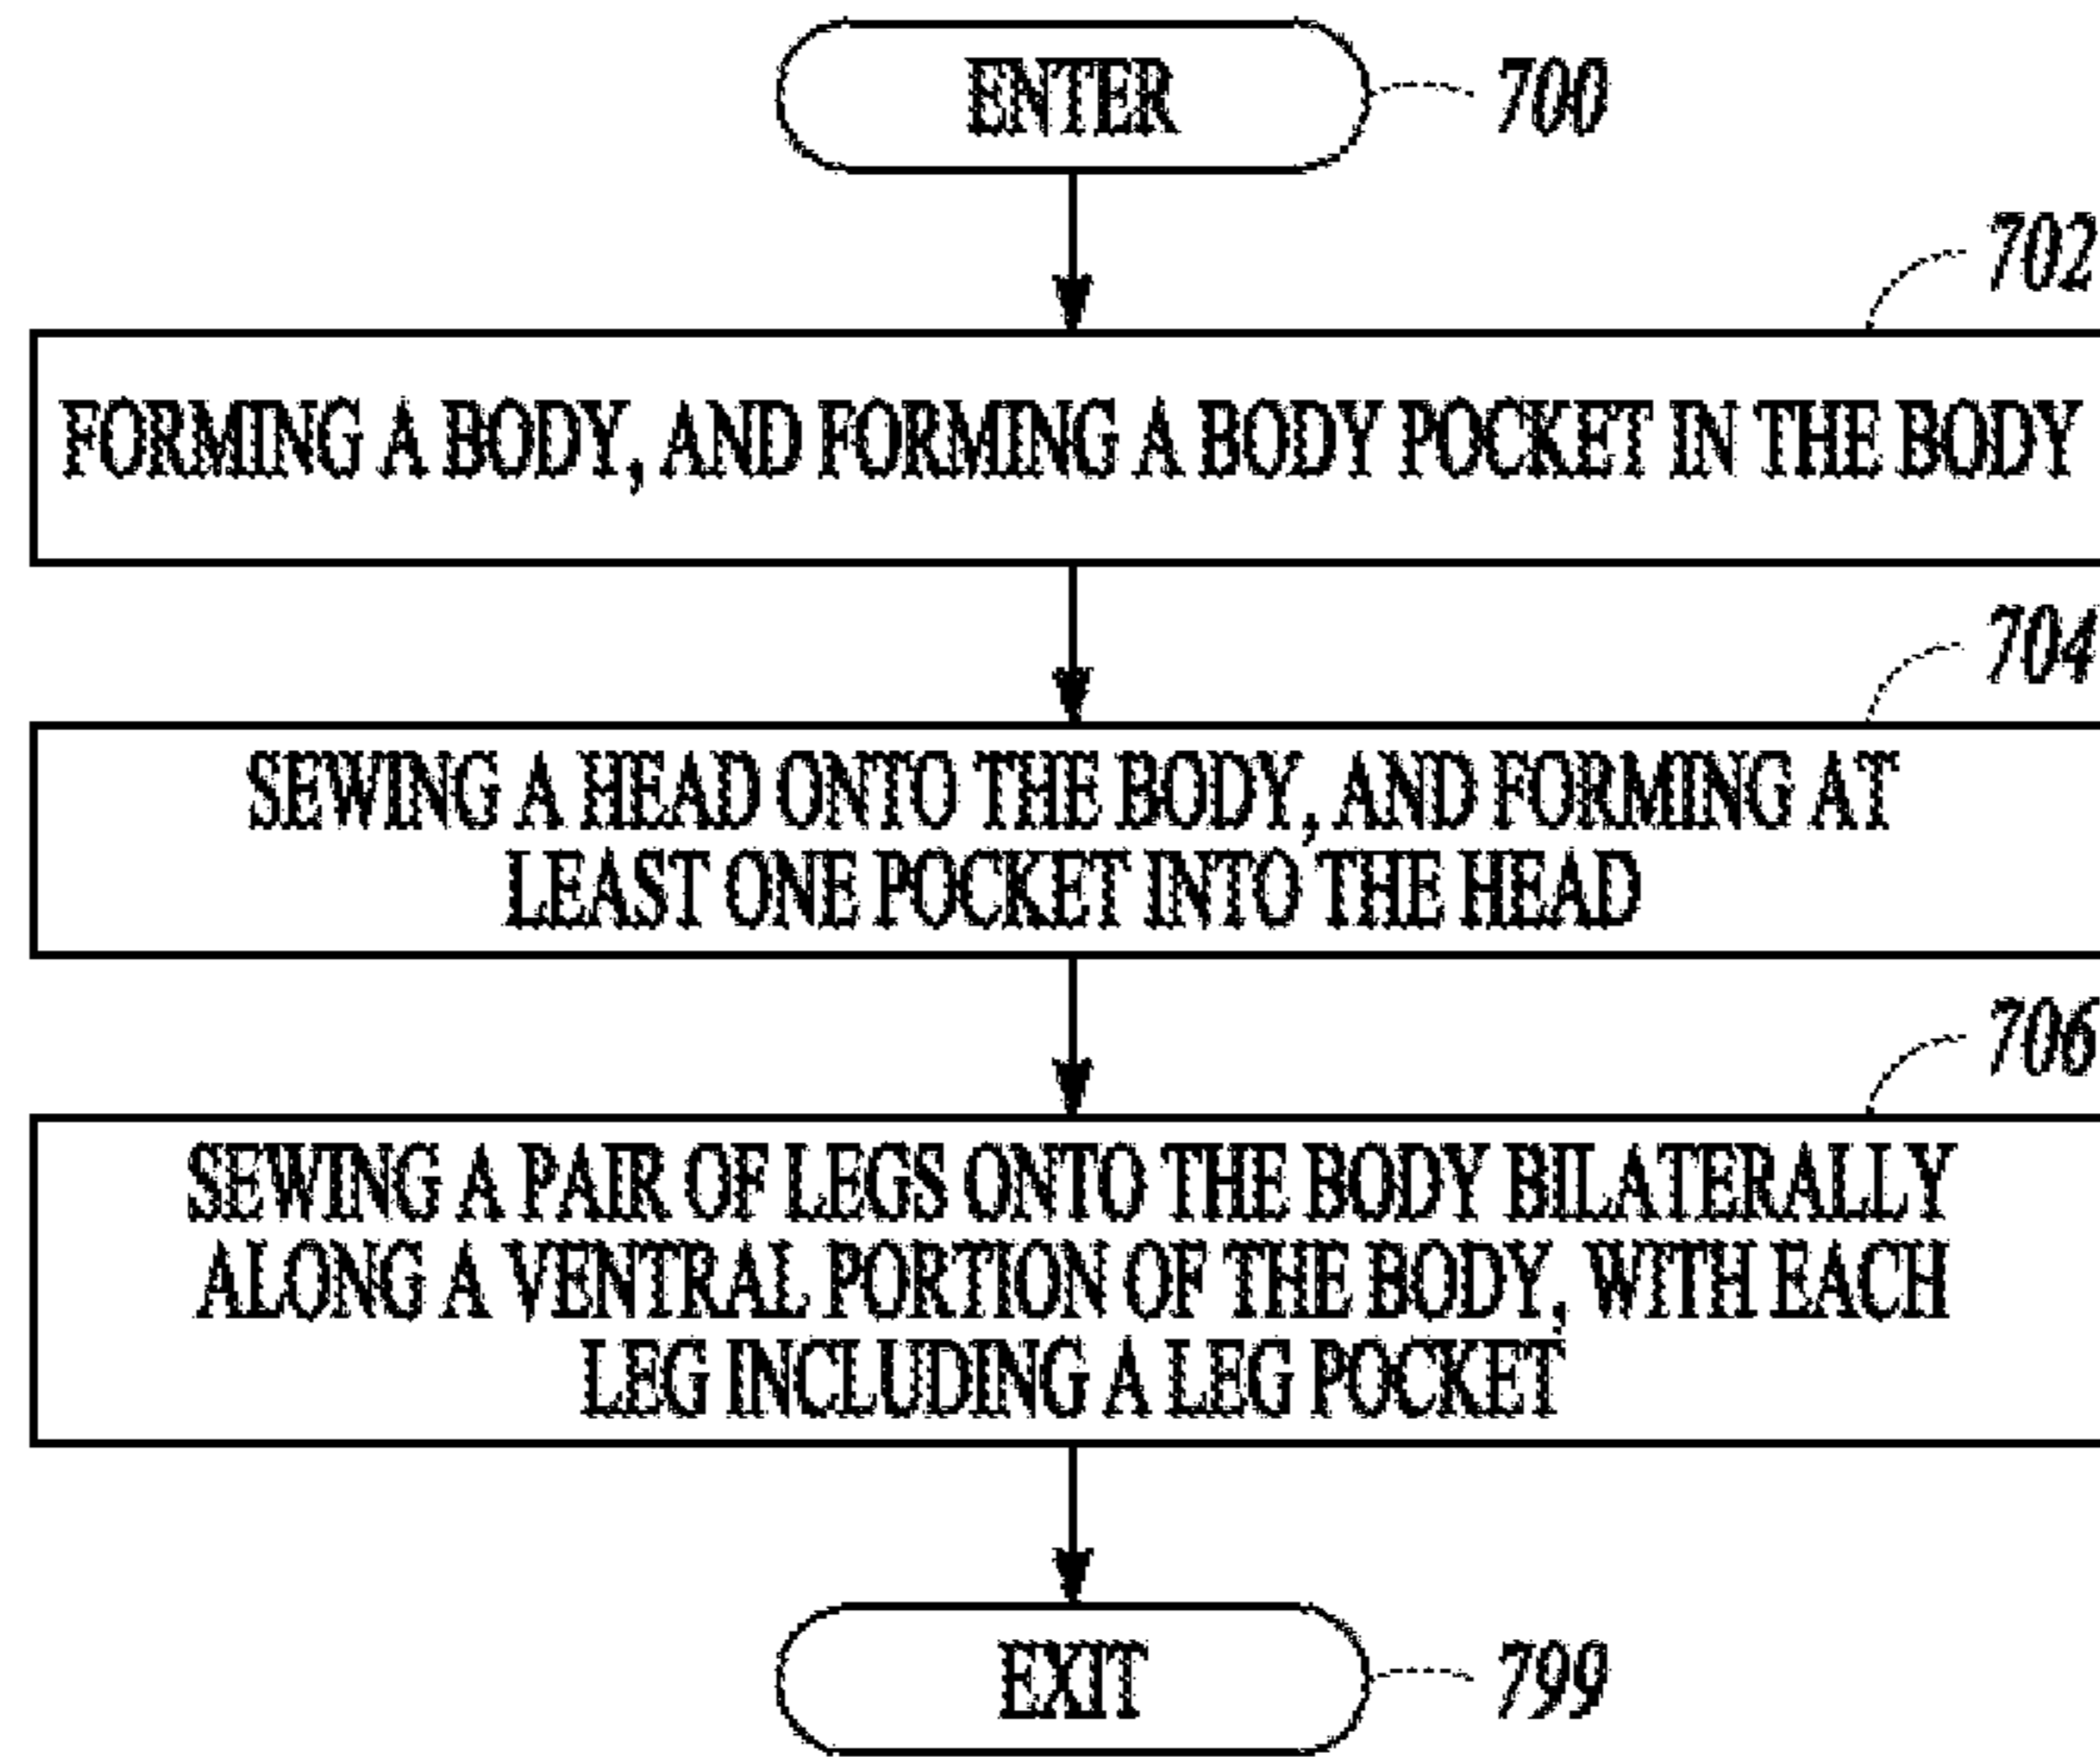 ENTER
700
702
FORMING A BODY, AND FORMING A BODY POCKET IN THE BODY
704
SEWING A HEAD ONTO THE BODY, AND FORMING AT
LEAST ONE POCKET INTO THE HEAD
706
SEWING A PAIR OF LEGS ONTO THE BODY BILATERALLY
ALONG A VENTRAL PORTION OF THE BODY, WITH EACH
LEG INCLUDING A LEG POCKET
EXIT
799